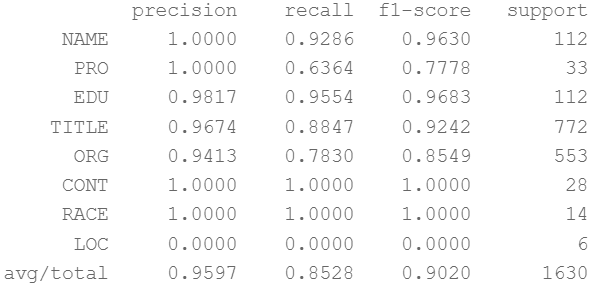 precision recall f1-score support
NAME 1.0000 0.9286 0.9630 112
PRO 1.0000 0.6364 0.7778 33
EDU 0.9817 0.9554 0.9683 112
TITLE 0.9674 0.8847 0.9242 772
ORG 0.9413 0.7830 0.8549 553
CONT 1.0000 1.0000 1.0000 28
RACE 1.0000 1.0000 1.0000 14
LOC 0.0000 0.0000 0.0000 6
avg/total 0.9597 0.8528 0.9020 1630